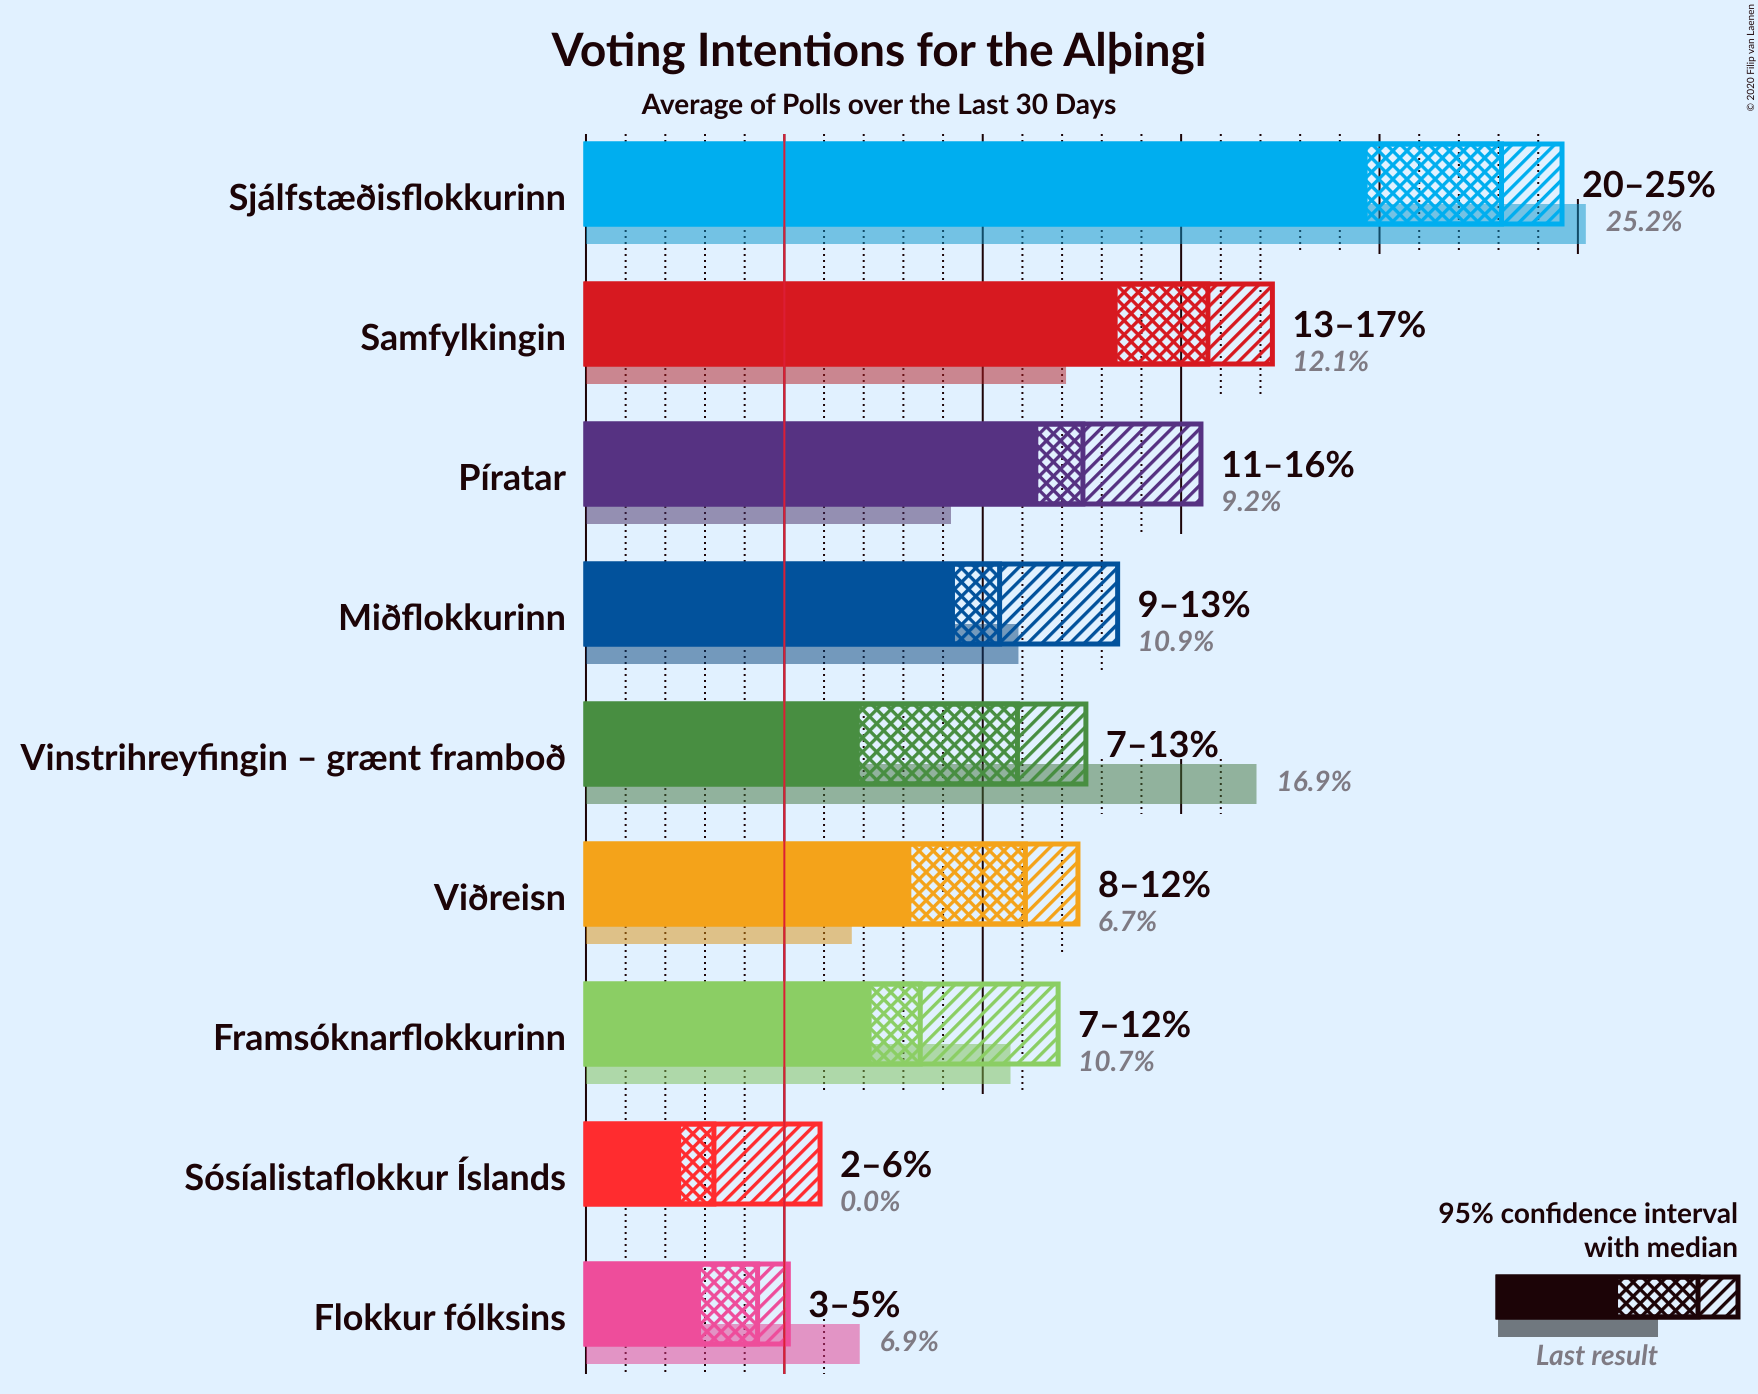 Voting Intentions for the Alþingi
Average of Polls over the Last 30 Days
© 2020 Filip van Laenen
Sjálfstæðisflokkurinn
20–25%
25.2%
Samfylkingin
13–17%
12.1%
Píratar
11–16%
9.2%
Miðflokkurinn
9–13%
10.9%
Vinstrihreyfingin – grænt framboð
7–13%
16.9%
Viðreisn
8–12%
6.7%
Framsóknarflokkurinn
7–12%
10.7%
Sósíalistaflokkur Íslands
2–6%
0.0%
Flokkur fólksins
3–5%
6.9%
95% confidence interval
with median
Last result